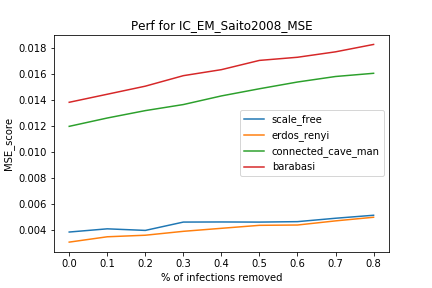 Perf for IC_EM_Saito2008_MSE
MSE_score
0.018
0.016
0.014
0.012
0.010
0.008
0.006
0.004
scale_free
erdos_renyi
connected_cave_man
barabasi
0.0 0.1 0.2 0.3 0.4 0.5 0.6 0.7 0.8
% of infections removed